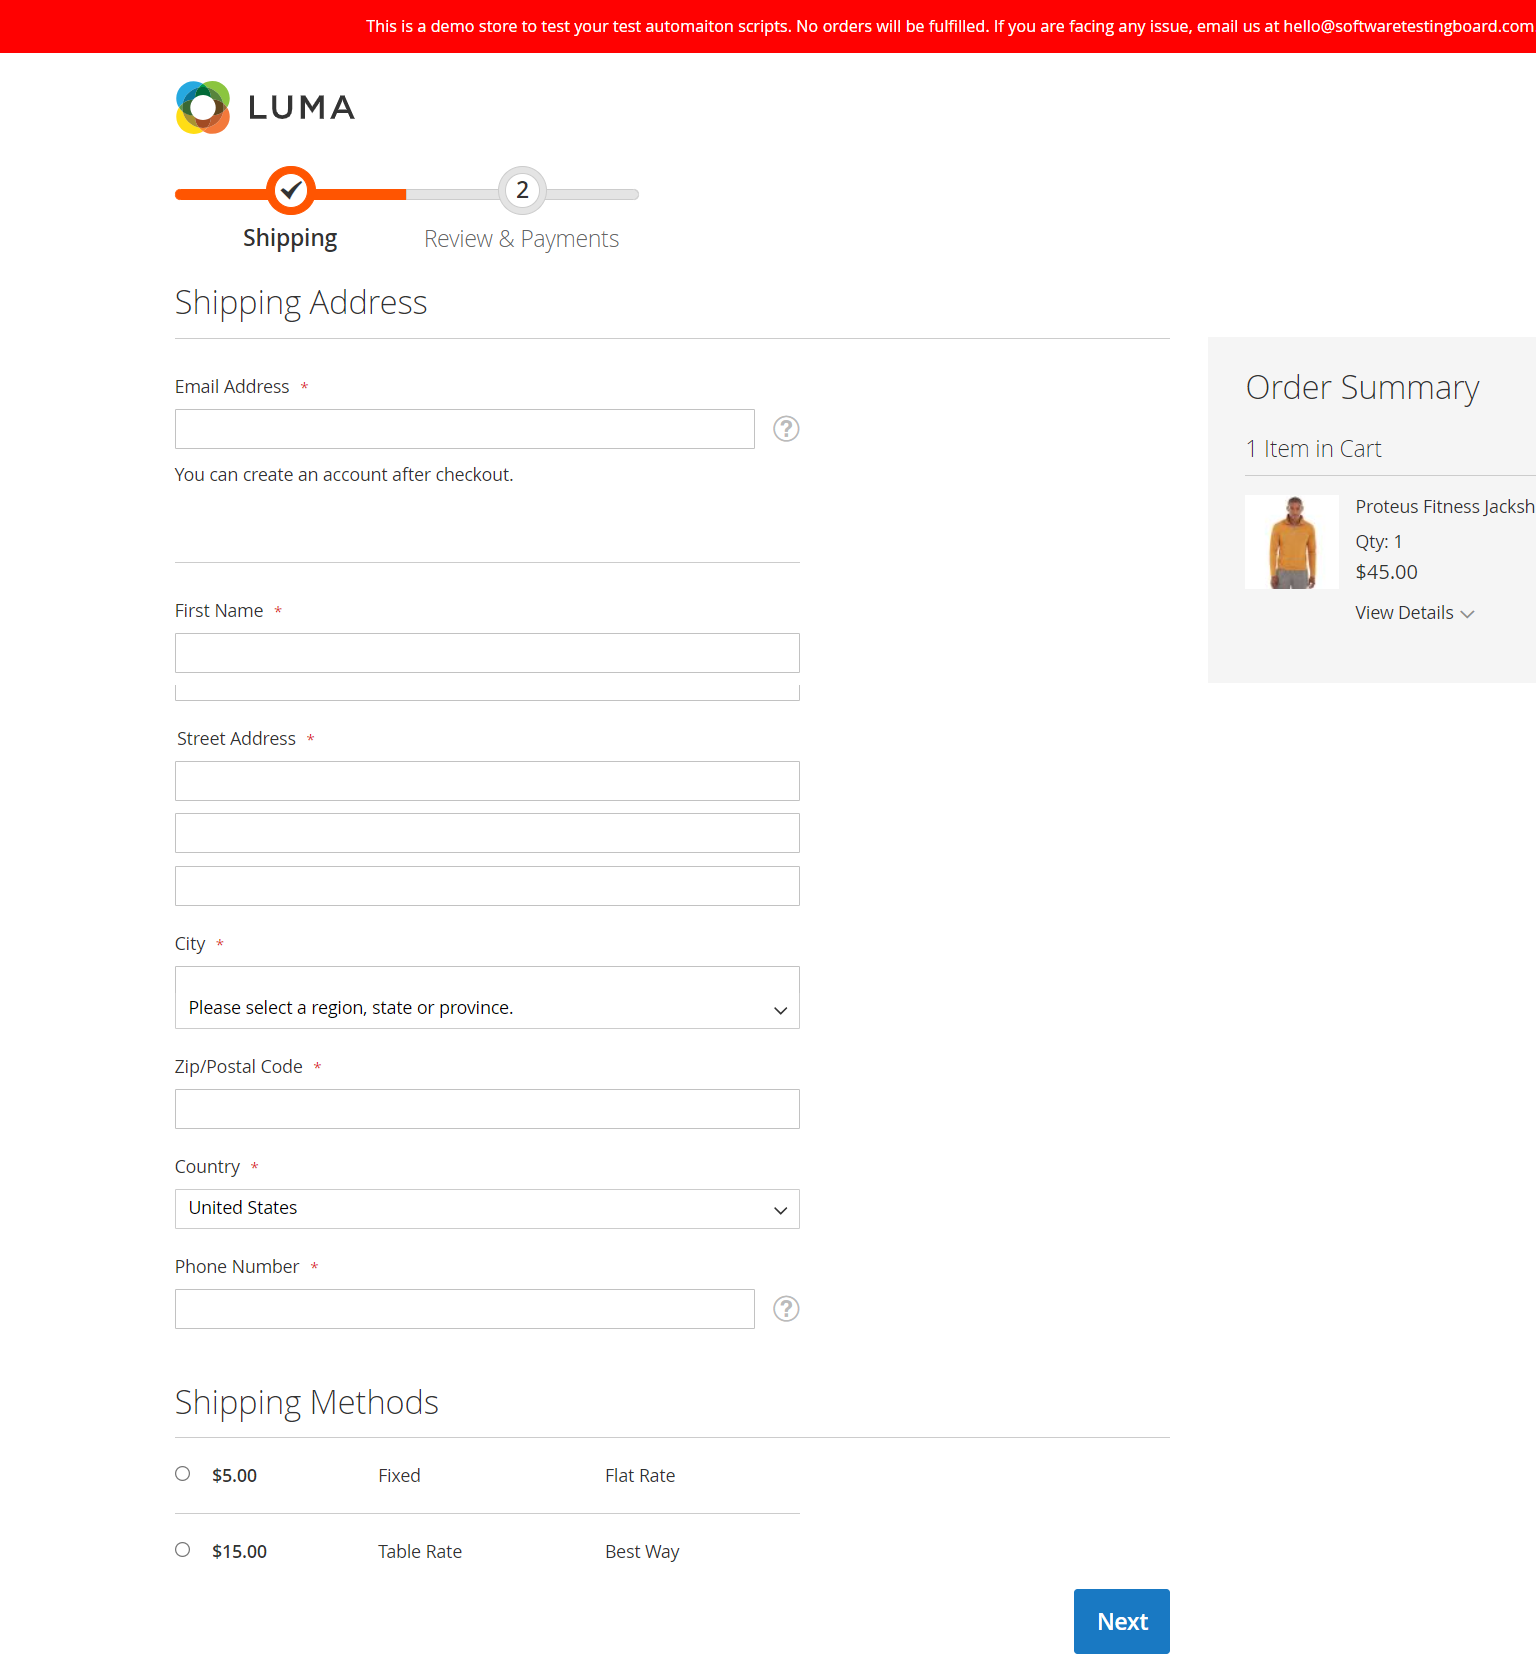 This is a demo store to test your test automaiton scripts. No orders will be fulfilled. If you are facing any issue, email us at hello@softwaretestingboard.com
LUMA
2
Shipping
Review & Payments
Shipping Address
Email Address *
?
You can create an account after checkout.
First Name *
Street Address *
City *
Please select a region, state or province.
Zip/Postal Code *
Country *
United States
Phone Number *
?
Shipping Methods
$5.00 Fixed Flat Rate
$15.00 Table Rate Best Way
Next
Order Summary
1 Item in Cart
Proteus Fitness Jacksh
Qty: 1
$45.00
View Details